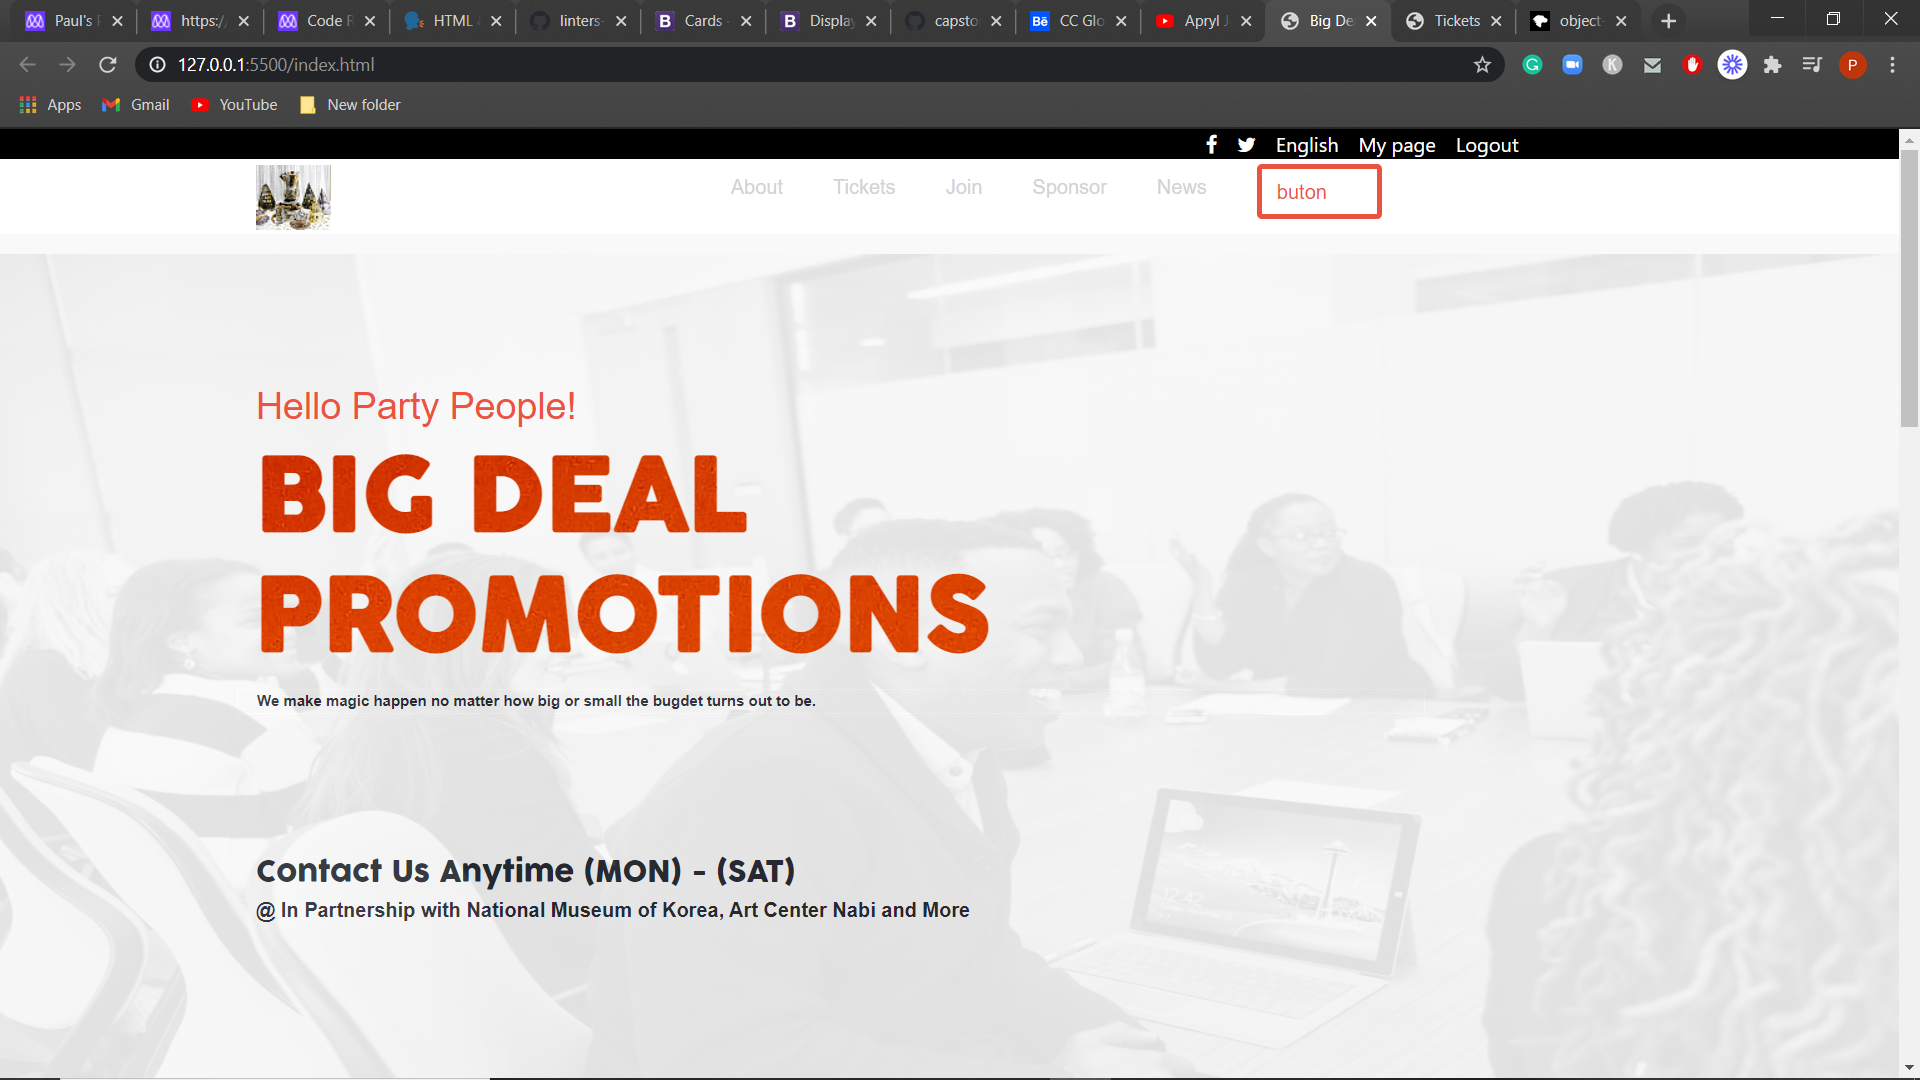 Paul's
https:/
Code R
HTML
linters-
Cards
Display
capsto
CC Glo
Apryl J
Big De
Tickets
object-
127.0.0.1:5500/index.html
Apps
Gmail
YouTube
New folder
English
My page
Logout
About
Tickets
Join
Sponsor
News
buton
Hello Party People!
BIG DEAL
PROMOTIONS
We make magic happen no matter how big or small the bugdet turns out to be.
Contact Us Anytime (MON) - (SAT)
@ In Partnership with National Museum of Korea, Art Center Nabi and More
12:42